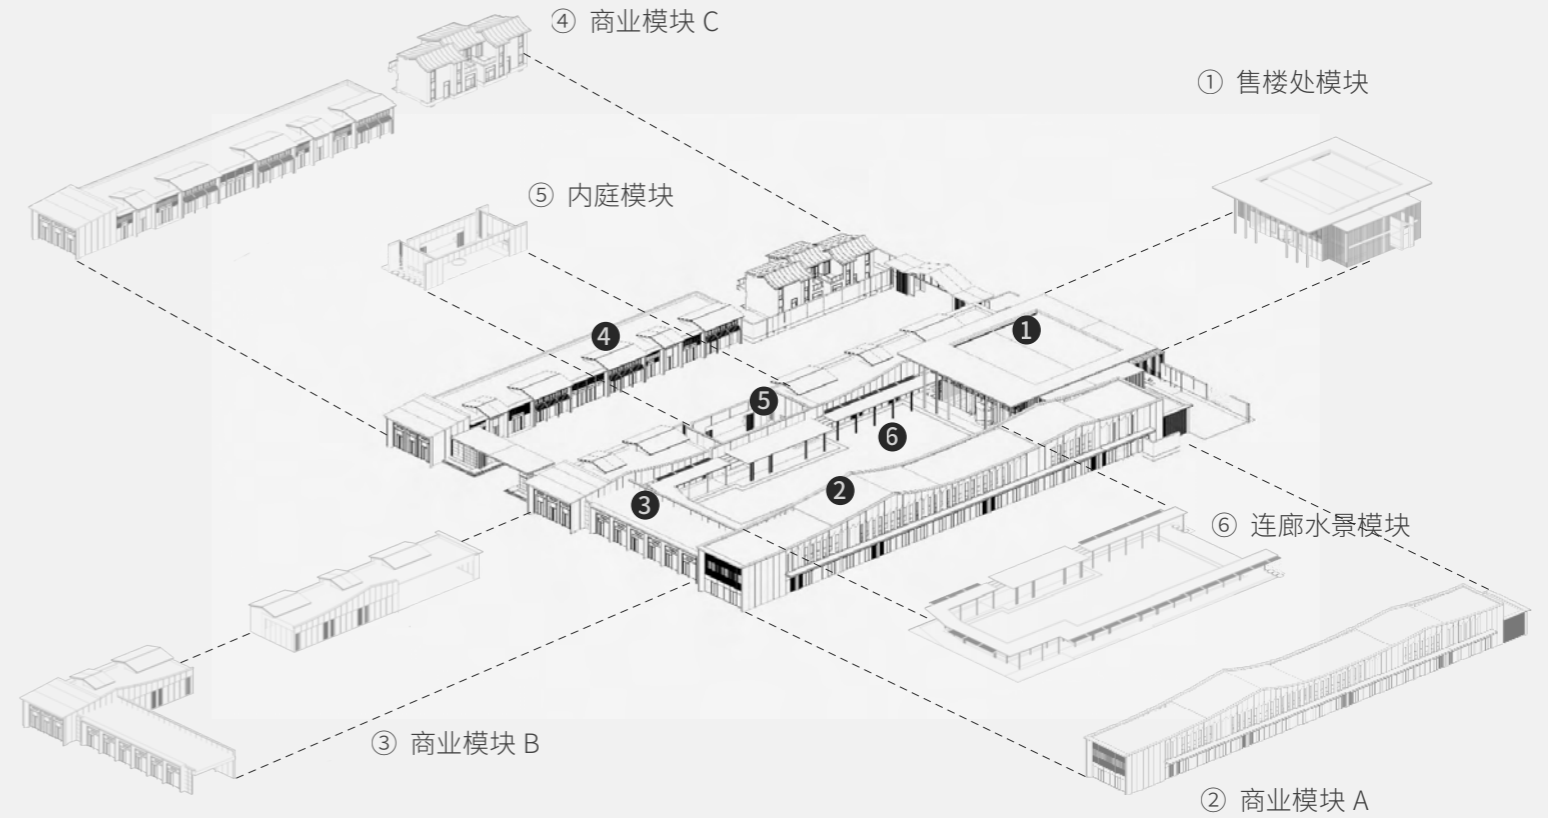 ④ 商业模块 C
① 售楼处模块
⑤ 内庭模块
❶
❹
❺
❻
❷
❸
⑥ 连廊水景模块
③ 商业模块 B
② 商业模块 A